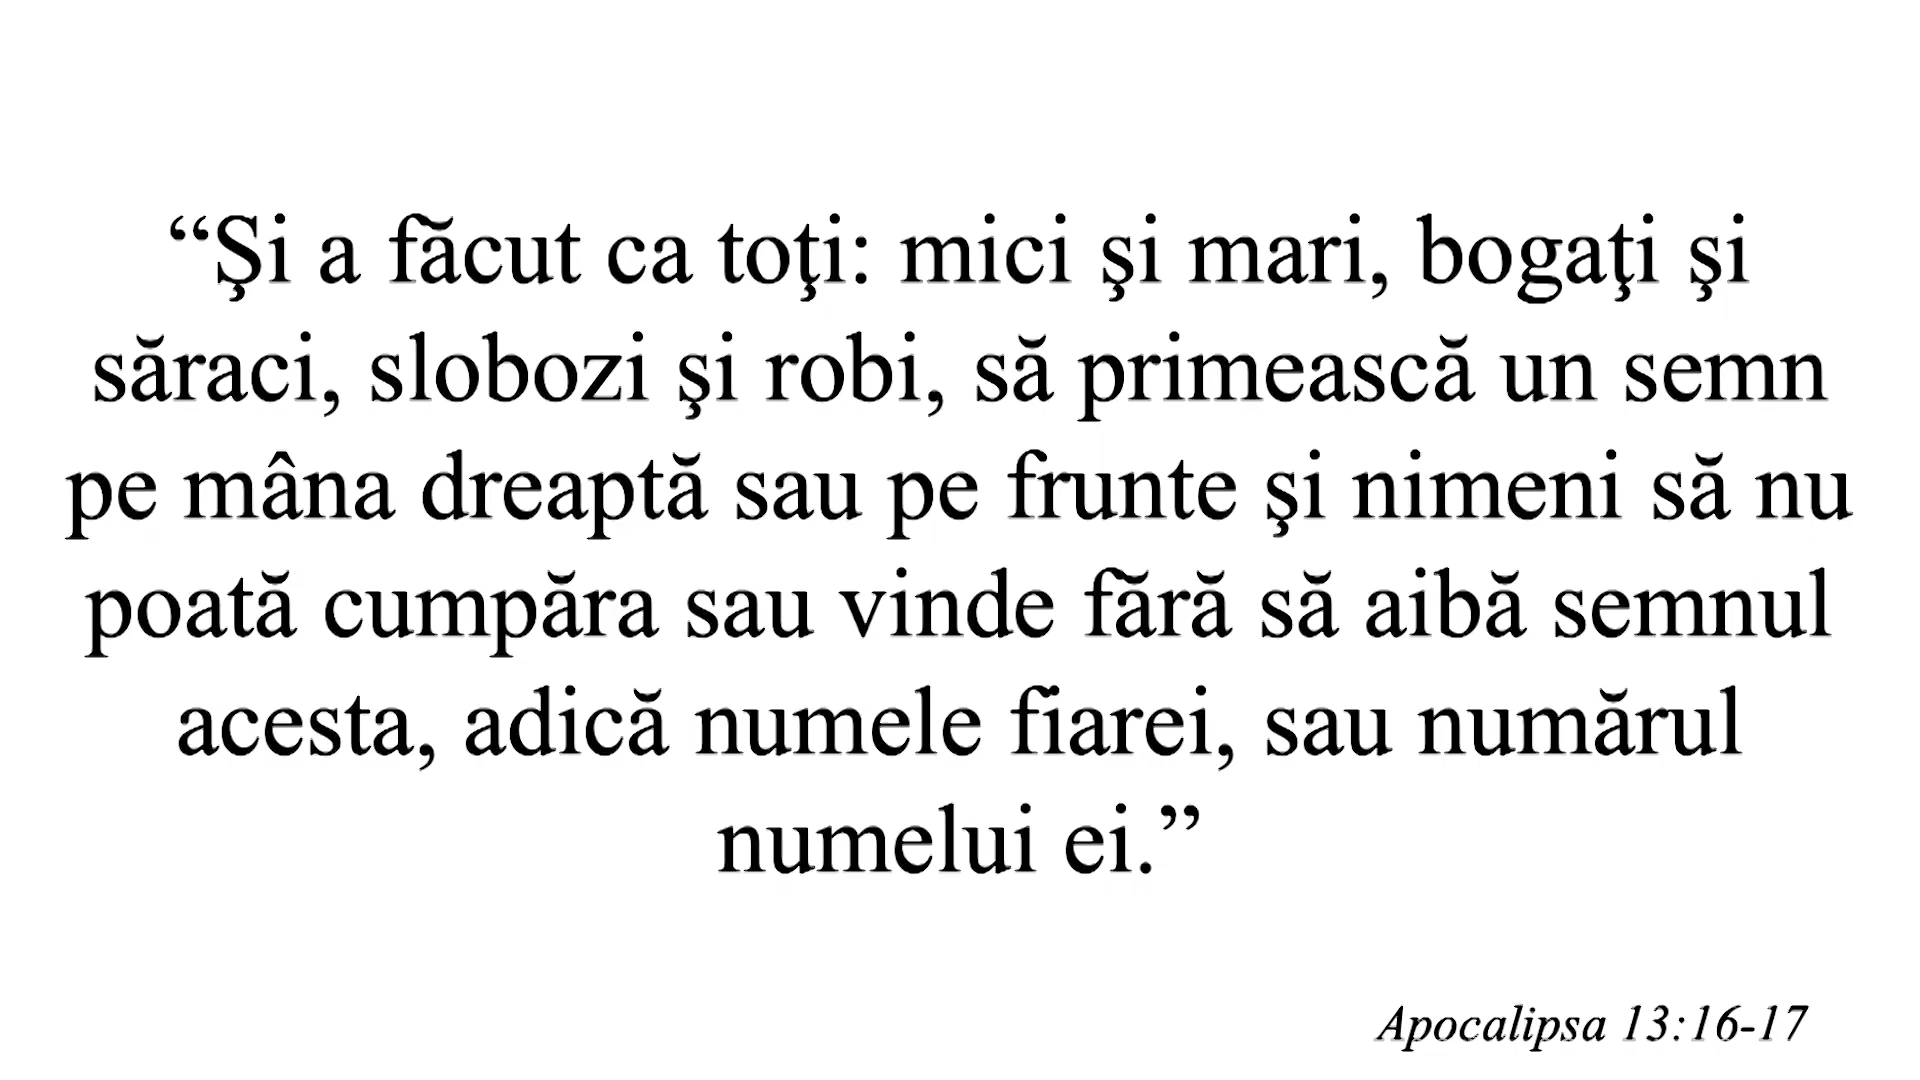 “Şi a făcut ca toţi: mici şi mari, bogaţi şi
săraci, slobozi şi robi, să primească un semn
pe mâna dreaptă sau pe frunte şi nimeni să nu
poată cumpăra sau vinde fără să aibă semnul
acesta, adică numele fiarei, sau numărul
numelui ei.”
Apocalipsa 13:16-17